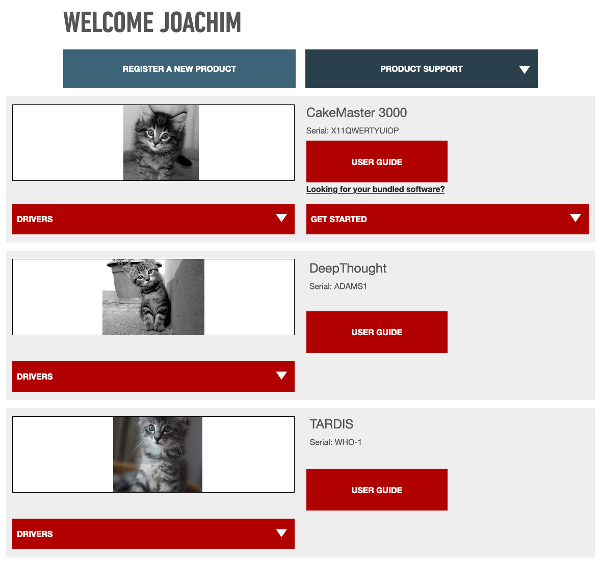 WELCOME JOACHIM
REGISTER A NEW PRODUCT
PRODUCT SUPPORT
CakeMaster 3000
Serial: X11QWERTYUIOP
USER GUIDE
Looking for your bundled software?
DRIVERS
GET STARTED
DeepThought
Serial: ADAMS1
USER GUIDE
DRIVERS
TARDIS
Serial: WHO-1
USER GUIDE
DRIVERS